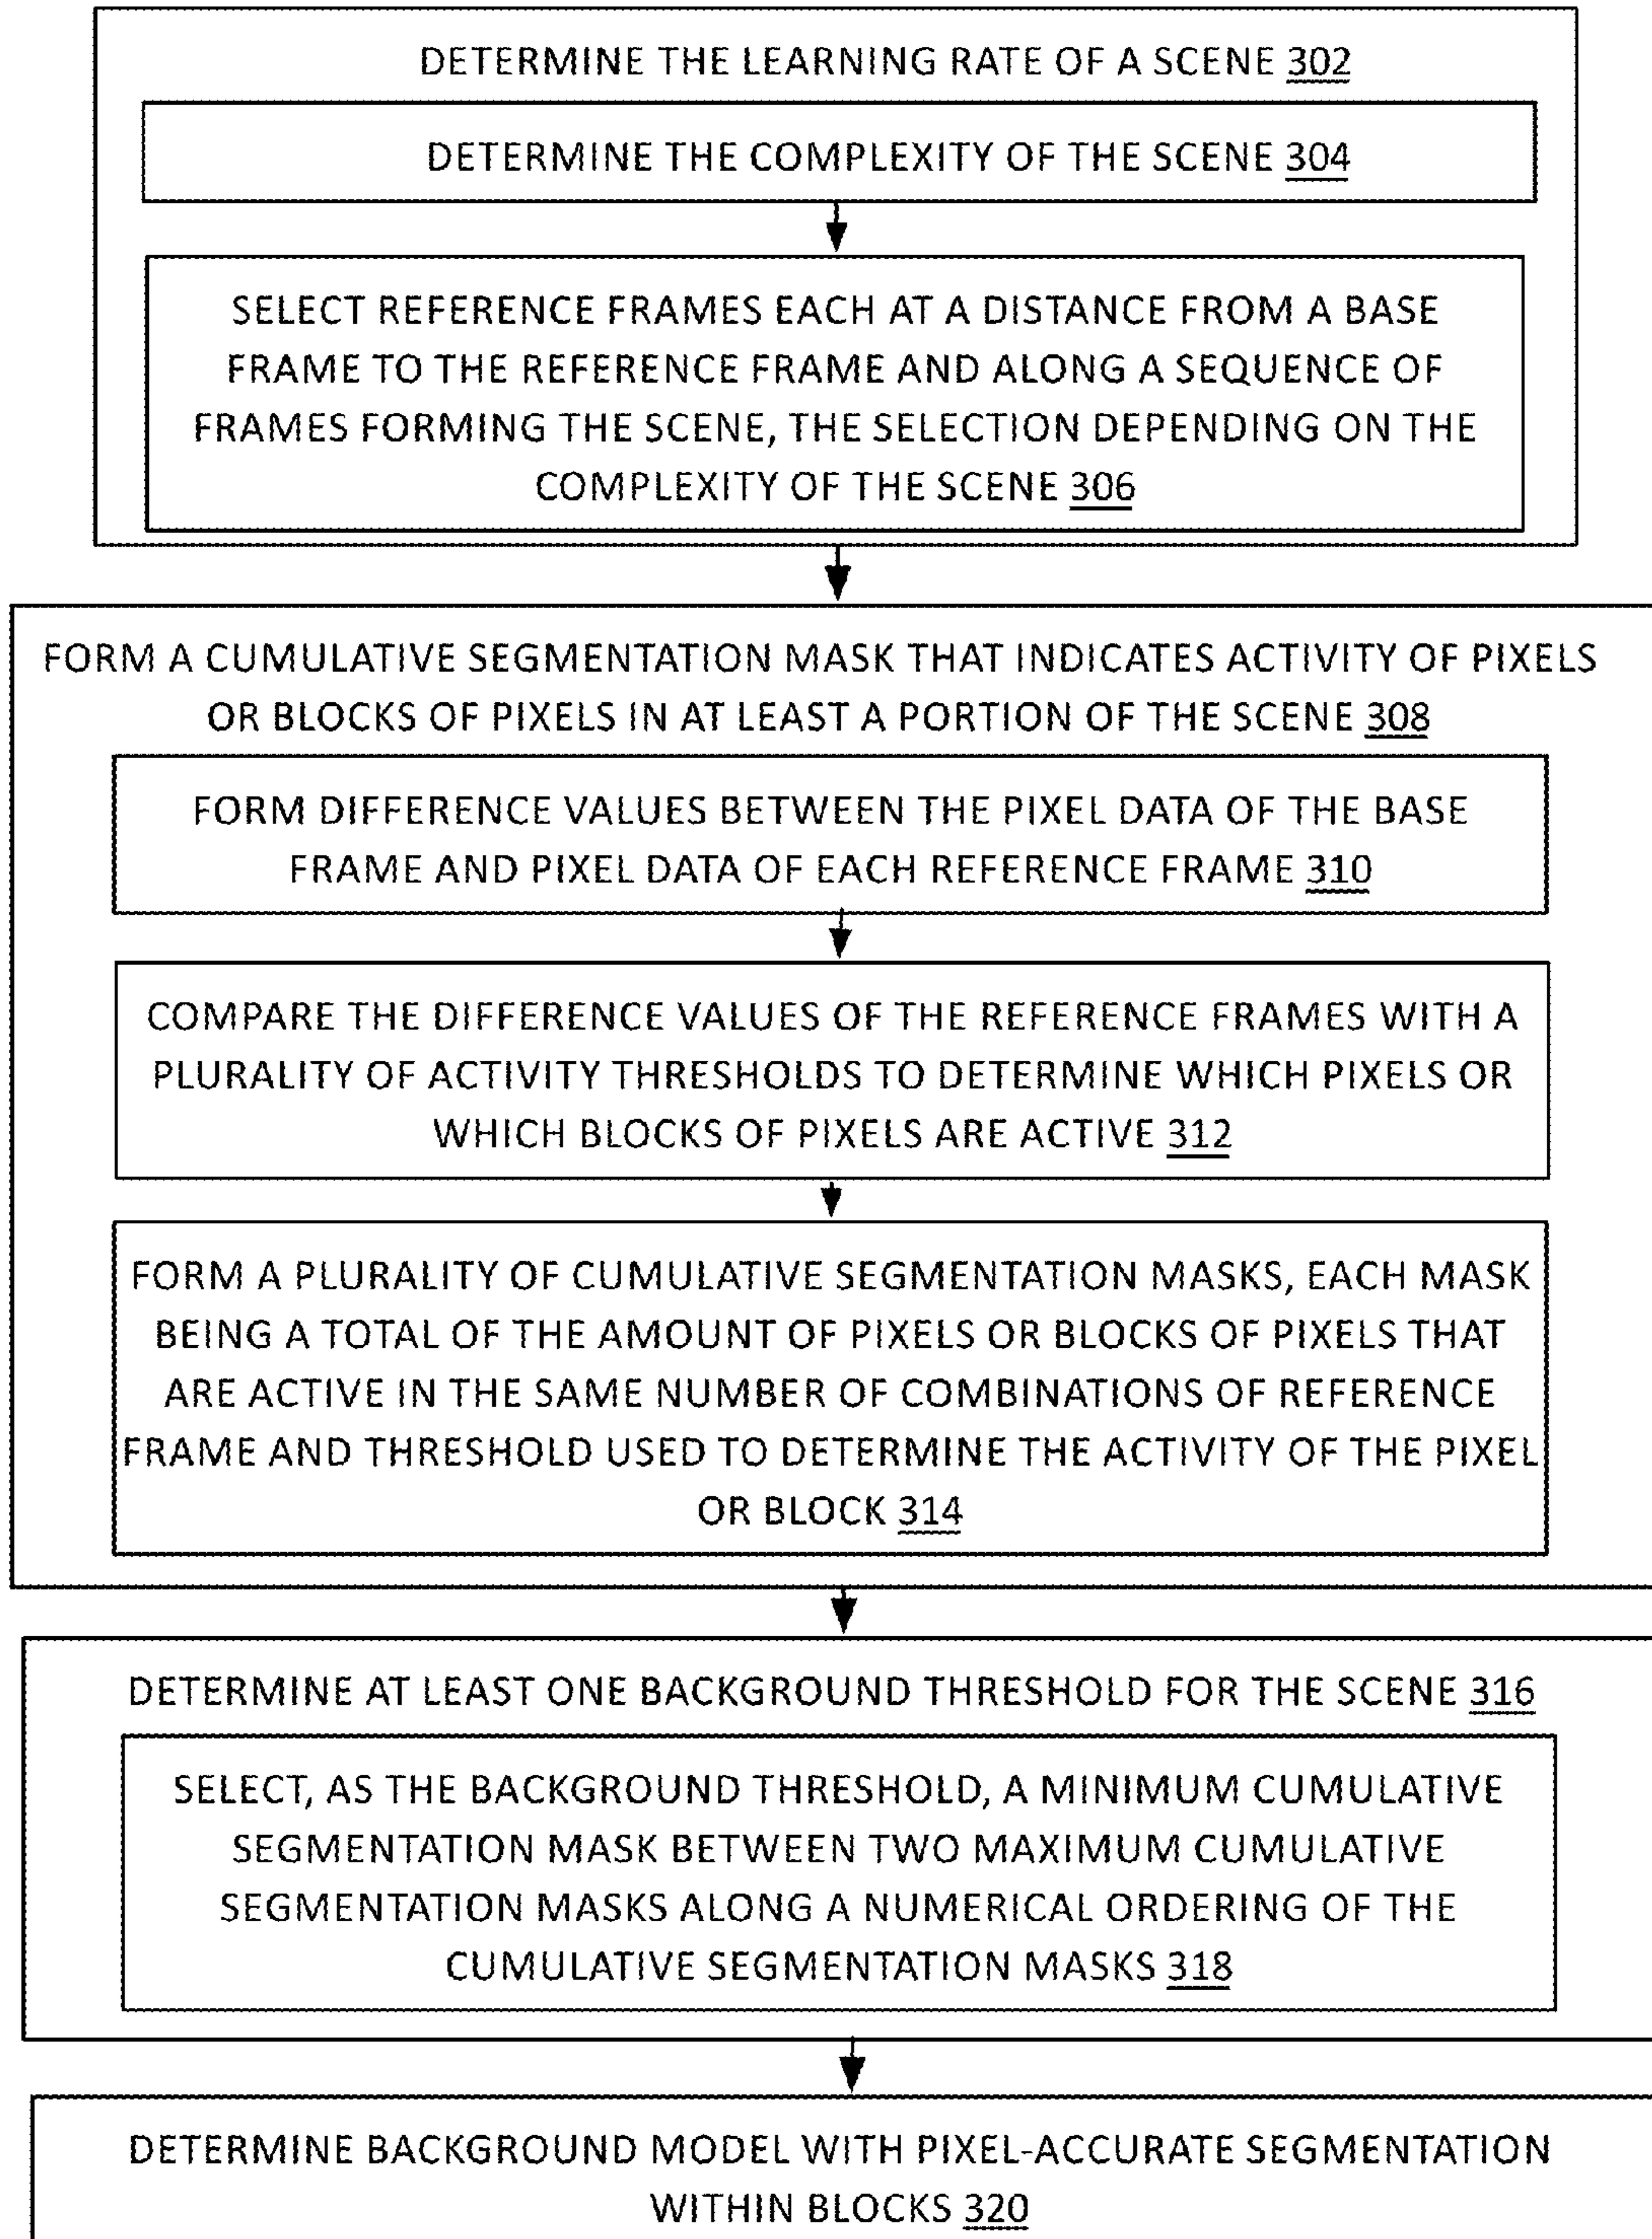 DETERMINE THE LEARNING RATE OF A SCENE 302
DETERMINE THE COMPLEXITY OF THE SCENE 304
SELECT REFERENCE FRAMES EACH AT A DISTANCE FROM A BASE
FRAME TO THE REFERENCE FRAME AND ALONG A SEQUENCE OF
FRAMES FORMING THE SCENE, THE SELECTION DEPENDING ON THE
COMPLEXITY OF THE SCENE 306
FORM A CUMULATIVE SEGMENTATION MASK THAT INDICATES ACTIVITY OF PIXELS
OR BLOCKS OF PIXELS IN AT LEAST A PORTION OF THE SCENE 308
FORM DIFFERENCE VALUES BETWEEN THE PIXEL DATA OF THE BASE
FRAME AND PIXEL DATA OF EACH REFERENCE FRAME 310
COMPARE THE DIFFERENCE VALUES OF THE REFERENCE FRAMES WITH A
PLURALITY OF ACTIVITY THRESHOLDS TO DETERMINE WHICH PIXELS OR
WHICH BLOCKS OF PIXELS ARE ACTIVE 312
FORM A PLURALITY OF CUMULATIVE SEGMENTATION MASKS, EACH MASK
BEING A TOTAL OF THE AMOUNT OF PIXELS OR BLOCKS OF PIXELS THAT
ARE ACTIVE IN THE SAME NUMBER OF COMBINATIONS OF REFERENCE
FRAME AND THRESHOLD USED TO DETERMINE THE ACTIVITY OF THE PIXEL
OR BLOCK 314
DETERMINE AT LEAST ONE BACKGROUND THRESHOLD FOR THE SCENE 316
SELECT, AS THE BACKGROUND THRESHOLD, A MINIMUM CUMULATIVE
SEGMENTATION MASK BETWEEN TWO MAXIMUM CUMULATIVE
SEGMENTATION MASKS ALONG A NUMERICAL ORDERING OF THE
CUMULATIVE SEGMENTATION MASKS 318
DETERMINE BACKGROUND MODEL WITH PIXEL-ACCURATE SEGMENTATION
WITHIN BLOCKS 320